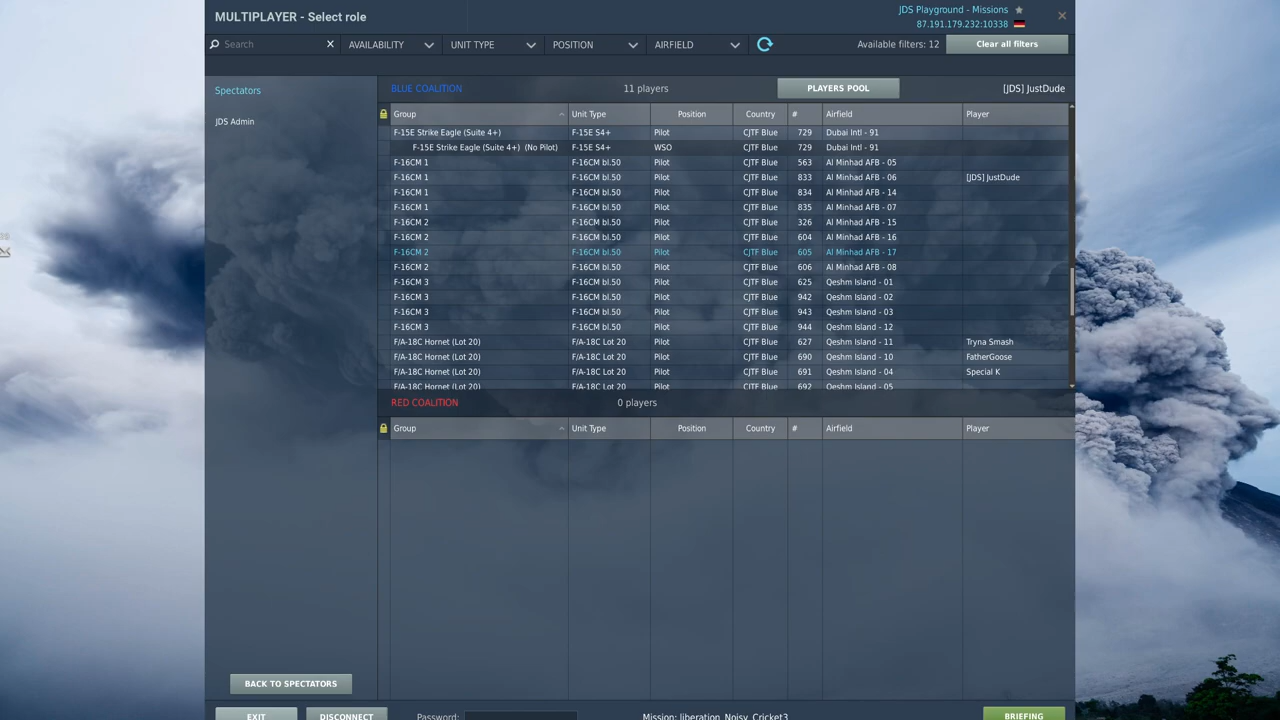 MULTIPLAYER - Select role
JDS Playground - Missions
87.191.179.232:10338
Search
AVAILABILITY
UNIT TYPE
POSITION
AIRFIELD
Available filters: 12
Clear all filters
Spectators
JDS Admin
BLUE COALITION 11 players PLAYERS POOL [JDS] JustDude
Group Unit Type Position Country # Airfield Player
F-15E Strike Eagle (Suite 4+) F-15E S4+ Pilot CJTF Blue 729 Dubai Intl - 91
F-15E Strike Eagle (Suite 4+) (No Pilot) F-15E S4+ WSO CJTF Blue 729 Dubai Intl - 91
F-16CM 1 F-16CM bl.50 Pilot CJTF Blue 563 Al Minhad AFB - 05
F-16CM 1 F-16CM bl.50 Pilot CJTF Blue 833 Al Minhad AFB - 06 [JDS] JustDude
F-16CM 1 F-16CM bl.50 Pilot CJTF Blue 834 Al Minhad AFB - 14
F-16CM 1 F-16CM bl.50 Pilot CJTF Blue 835 Al Minhad AFB - 07
F-16CM 2 F-16CM bl.50 Pilot CJTF Blue 326 Al Minhad AFB - 15
F-16CM 2 F-16CM bl.50 Pilot CJTF Blue 604 Al Minhad AFB - 16
F-16CM 2 F-16CM bl.50 Pilot CJTF Blue 605 Al Minhad AFB - 17
F-16CM 2 F-16CM bl.50 Pilot CJTF Blue 606 Al Minhad AFB - 08
F-16CM 3 F-16CM bl.50 Pilot CJTF Blue 625 Qeshm Island - 01
F-16CM 3 F-16CM bl.50 Pilot CJTF Blue 942 Qeshm Island - 02
F-16CM 3 F-16CM bl.50 Pilot CJTF Blue 943 Qeshm Island - 03
F-16CM 3 F-16CM bl.50 Pilot CJTF Blue 944 Qeshm Island - 12
F/A-18C Hornet (Lot 20) F/A-18C Lot 20 Pilot CJTF Blue 627 Qeshm Island - 11 Tryna Smash
F/A-18C Hornet (Lot 20) F/A-18C Lot 20 Pilot CJTF Blue 690 Qeshm Island - 10 FatherGoose
F/A-18C Hornet (Lot 20) F/A-18C Lot 20 Pilot CJTF Blue 691 Qeshm Island - 04 Special K
F/A-18C Hornet (Lot 20) F/A-18C Lot 20 Pilot CJTF Blue 692 Qeshm Island - 05
RED COALITION 0 players
Group Unit Type Position Country # Airfield Player
BACK TO SPECTATORS
EXIT
DISCONNECT
Password:
Mission: liberation_Noisy_Cricket3
BRIEFING